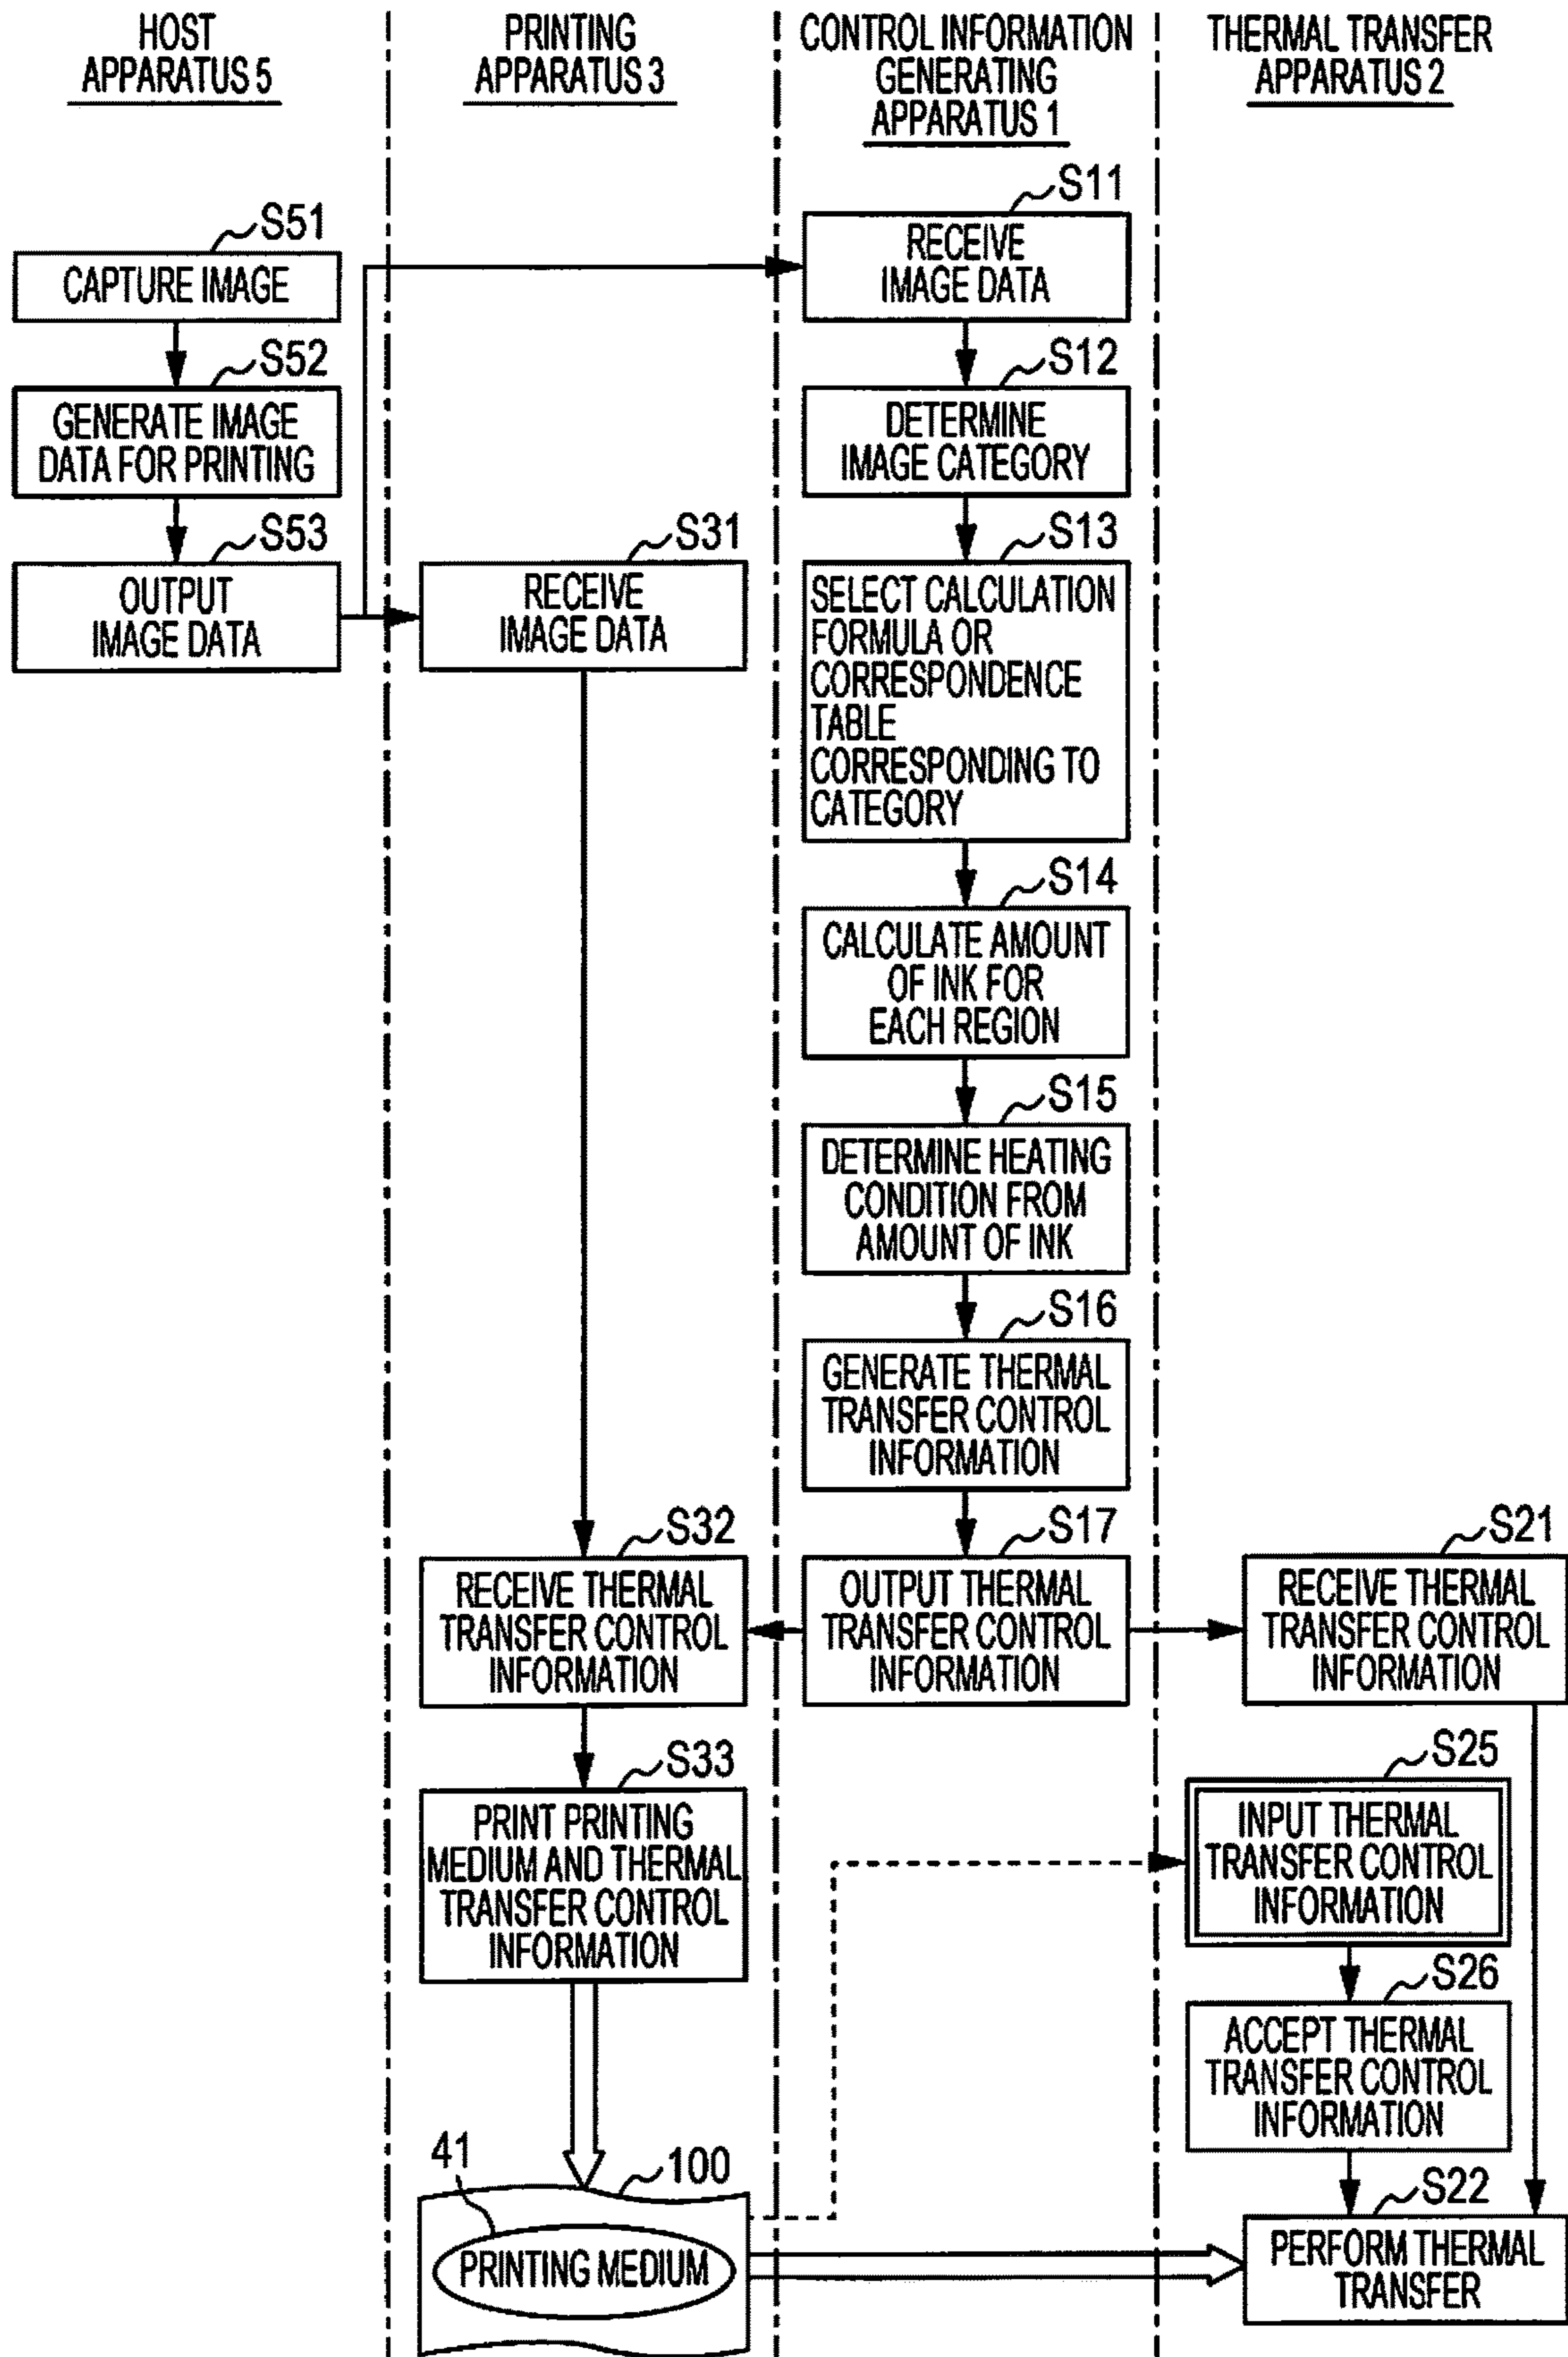 HOST
APPARATUS 5
PRINTING
APPARATUS 3
CONTROL INFORMATION
GENERATING
APPARATUS 1
THERMAL TRANSFER
APPARATUS 2
S51
CAPTURE IMAGE
S52
GENERATE IMAGE
DATA FOR PRINTING
S53
OUTPUT
IMAGE DATA
S31
RECEIVE
IMAGE DATA
S11
RECEIVE
IMAGE DATA
S12
DETERMINE
IMAGE CATEGORY
S13
SELECT CALCULATION
FORMULA OR
CORRESPONDENCE
TABLE
CORRESPONDING TO
CATEGORY
S14
CALCULATE AMOUNT
OF INK FOR
EACH REGION
S15
DETERMINE HEATING
CONDITION FROM
AMOUNT OF INK
S16
GENERATE THERMAL
TRANSFER CONTROL
INFORMATION
S32
RECEIVE THERMAL
TRANSFER CONTROL
INFORMATION
S17
OUTPUT THERMAL
TRANSFER CONTROL
INFORMATION
S21
RECEIVE THERMAL
TRANSFER CONTROL
INFORMATION
S33
PRINT PRINTING
MEDIUM AND THERMAL
TRANSFER CONTROL
INFORMATION
S25
INPUT THERMAL
TRANSFER CONTROL
INFORMATION
S26
ACCEPT THERMAL
TRANSFER CONTROL
INFORMATION
41
100
PRINTING MEDIUM
S22
PERFORM THERMAL
TRANSFER